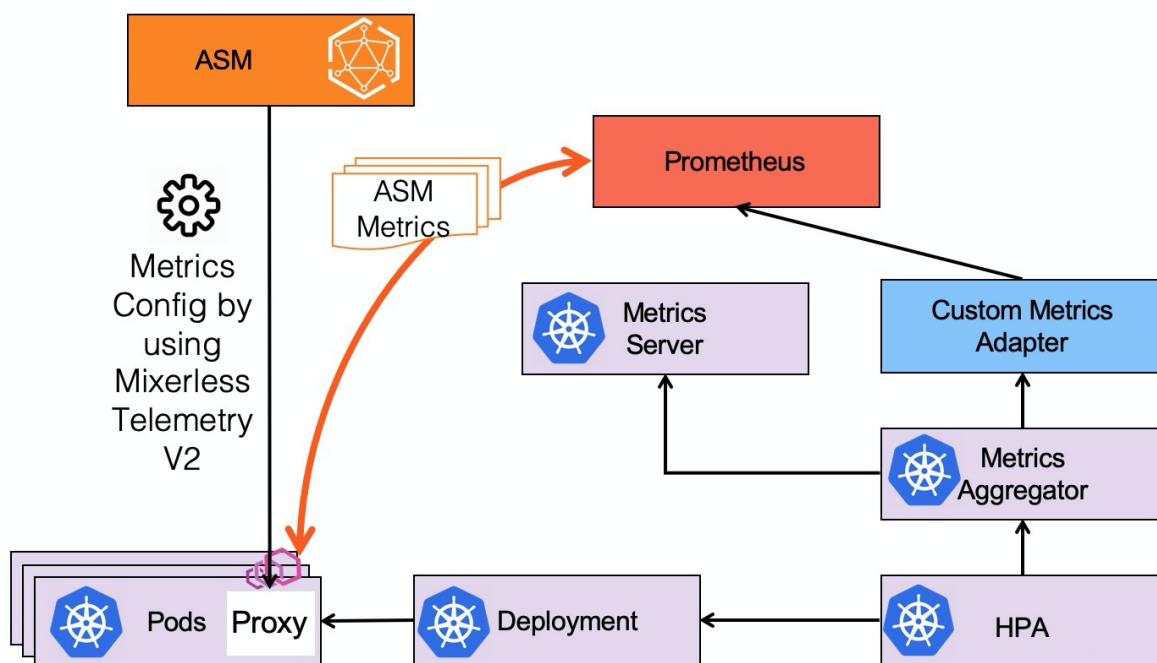 ASM
Prometheus
ASM
Metrics
Metrics
Config by
using
Mixerless
Telemetry
V2
Metrics
Server
Custom Metrics
Adapter
Metrics
Aggregator
Pods
Proxy
Deployment
HPA